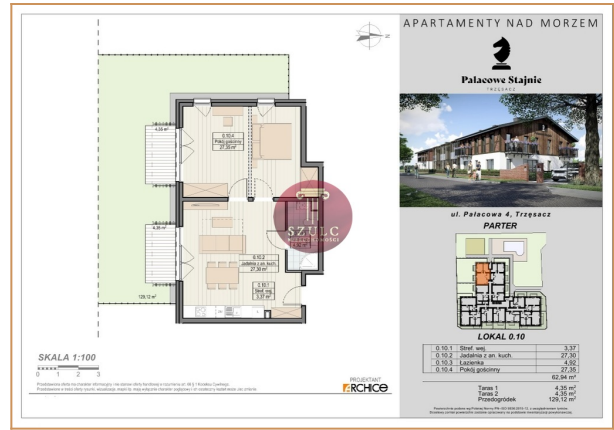 APARTAMENTY NAD MORZEM
Pałacowe Stajnie
TRZĘSACZ
N
4,35 m²
0.10.4
Pokój gościnny
27,35 m²
SZULC
NIERUCHOMOŚCI
4,35 m²
0.10.2
Jadalnia z an. kuch.
27,30 m²
0.10.1
Stref. wej.
3,37 m²
129,12 m²
ul. Pałacowa 4, Trzęsacz
PARTER
LOKAL 0.10
0.10.1 Stref. wej. 3,37
0.10.2 Jadalnia z an. kuch. 27,30
0.10.3 Łazienka 4,92
0.10.4 Pokój gościnny 27,35
62,94 m²
Taras 1 4,35 m²
Taras 2 4,35 m²
Przedogródek 129,12 m²
SKALA 1:100
0 1 2 3
PROJEKTANT
ARCHICE